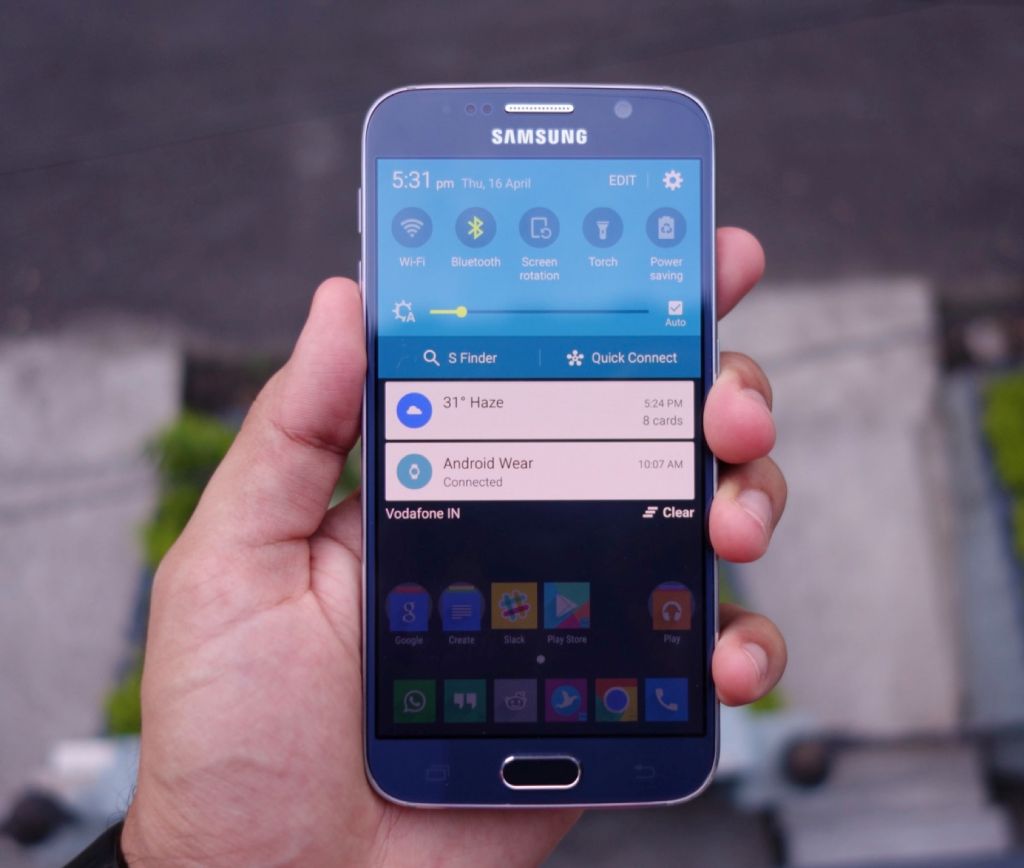 SAMSUNG
5:31 pm Thu, 16 April EDIT
Wi-Fi Bluetooth Screen rotation Torch Power saving
A Auto
S Finder Quick Connect
31° Haze 5:24 PM
8 cards
Android Wear 10:07 AM
Connected
Vodafone IN Clear
g
Google Create Slack Play Store Play